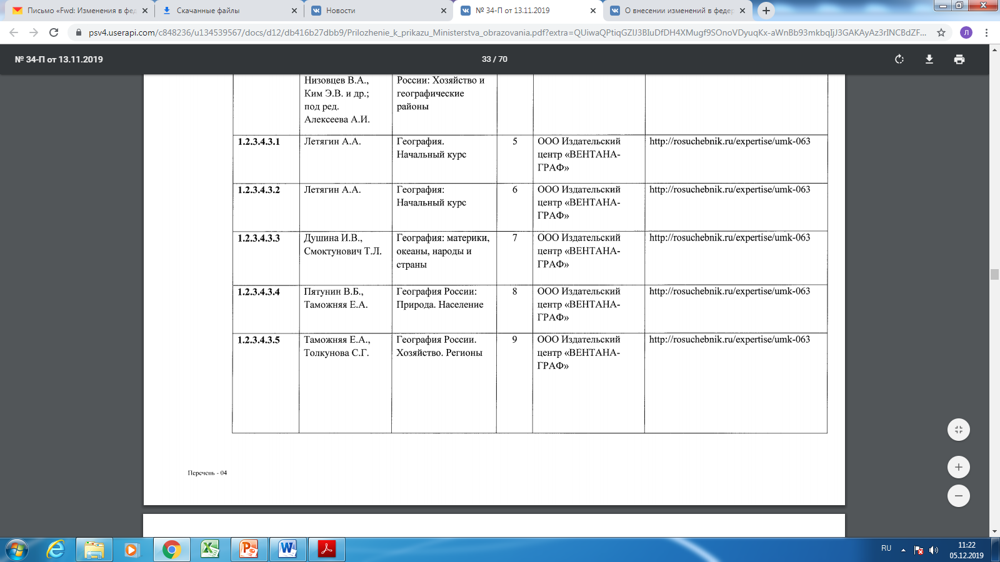 Письмо «Fwd: Изменения в фед
Скачанные файлы
Новости
№ 34-П от 13.11.2019
О внесении изменений в федер
psv4.userapi.com/c848236/u134539567/docs/d12/db416b27dbb9/Prilozhenie_k_prikazu_Ministerstva_obrazovania.pdf?extra=QUiwaQPtiqGZIJ3BIuDfDH4XMugf9SOnoVDyuqKx-aWnBb93mkbqIjJ3GAKAyAz3rINCBdZF...
Л
№ 34-П от 13.11.2019
33 / 70
Низовцев В.А.,
Ким Э.В. и др.;
под ред.
Алексеева А.И.
России: Хозяйство и
географические
районы
1.2.3.4.3.1
Летягин А.А.
География.
Начальный курс
5
ООО Издательский
центр «ВЕНТАНА-
ГРАФ»
http://rosuchebnik.ru/expertise/umk-063
1.2.3.4.3.2
Летягин А.А.
География:
Начальный курс
6
ООО Издательский
центр «ВЕНТАНА-
ГРАФ»
http://rosuchebnik.ru/expertise/umk-063
1.2.3.4.3.3
Душина И.В.,
Смоктунович Т.Л.
География: материки,
океаны, народы и
страны
7
ООО Издательский
центр «ВЕНТАНА-
ГРАФ»
http://rosuchebnik.ru/expertise/umk-063
1.2.3.4.3.4
Пятунин В.Б.,
Таможняя Е.А.
География России:
Природа. Население
8
ООО Издательский
центр «ВЕНТАНА-
ГРАФ»
http://rosuchebnik.ru/expertise/umk-063
1.2.3.4.3.5
Таможняя Е.А.,
Толкунова С.Г.
География России.
Хозяйство. Регионы
9
ООО Издательский
центр «ВЕНТАНА-
ГРАФ»
http://rosuchebnik.ru/expertise/umk-063
Перечень - 04
RU
11:22
05.12.2019